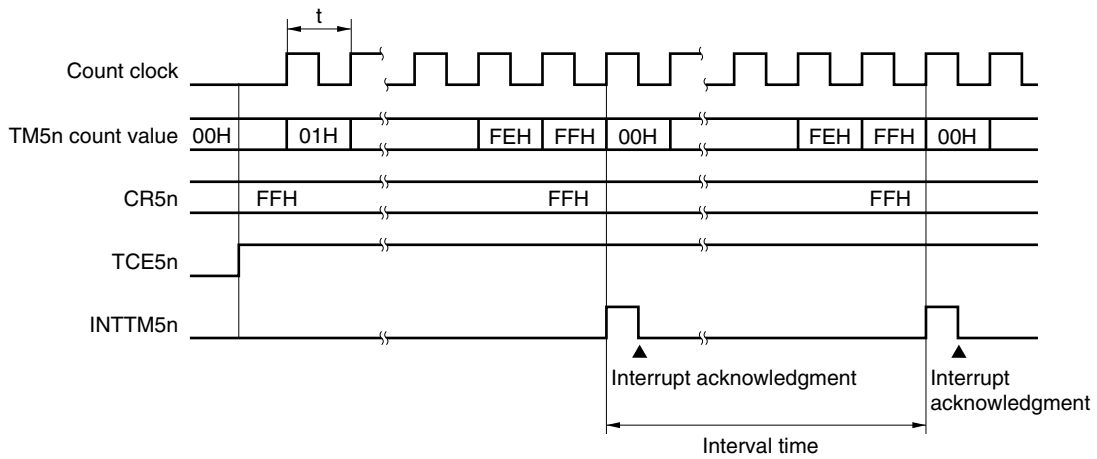 t
Count clock
TM5n count value 00H 01H FEH FFH 00H FEH FFH 00H
CR5n FFH FFH FFH
TCE5n
INTTM5n
Interrupt acknowledgment
Interrupt
acknowledgment
Interval time